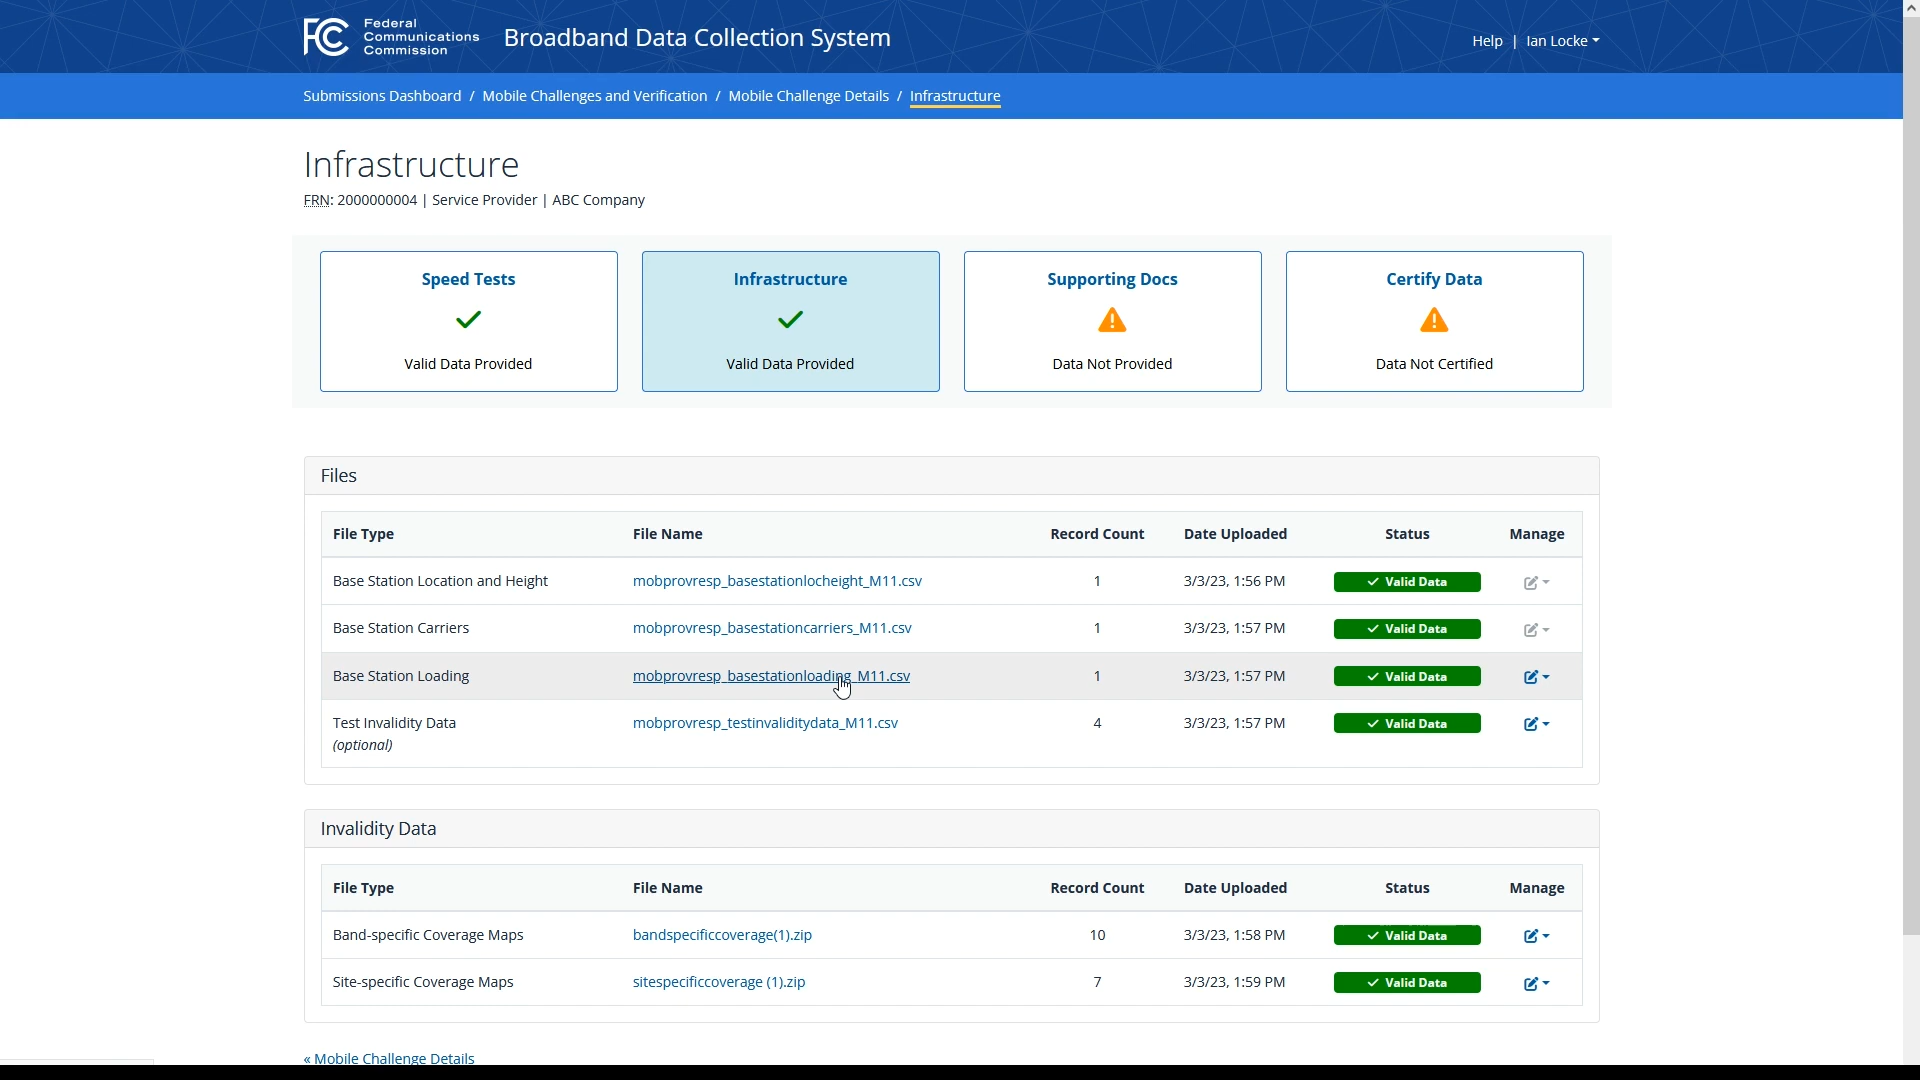 Federal
Communications
Commission
Broadband Data Collection System
Help | Ian Locke
Submissions Dashboard / Mobile Challenges and Verification / Mobile Challenge Details / Infrastructure
Infrastructure
FRN: 2000000004 | Service Provider | ABC Company
Speed Tests
Valid Data Provided
Infrastructure
Valid Data Provided
Supporting Docs
Data Not Provided
Certify Data
Data Not Certified
Files
File Type File Name Record Count Date Uploaded Status Manage
Base Station Location and Height mobprovresp_basestationlocheight_M11.csv 1 3/3/23, 1:56 PM Valid Data
Base Station Carriers mobprovresp_basestationcarriers_M11.csv 1 3/3/23, 1:57 PM Valid Data
Base Station Loading mobprovresp_basestationloading_M11.csv 1 3/3/23, 1:57 PM Valid Data
Test Invalidity Data mobprovresp_testinvaliditydata_M11.csv 4 3/3/23, 1:57 PM Valid Data
(optional)
Invalidity Data
File Type File Name Record Count Date Uploaded Status Manage
Band-specific Coverage Maps bandspecificcoverage(1).zip 10 3/3/23, 1:58 PM Valid Data
Site-specific Coverage Maps sitespecificcoverage (1).zip 7 3/3/23, 1:59 PM Valid Data
« Mobile Challenge Details